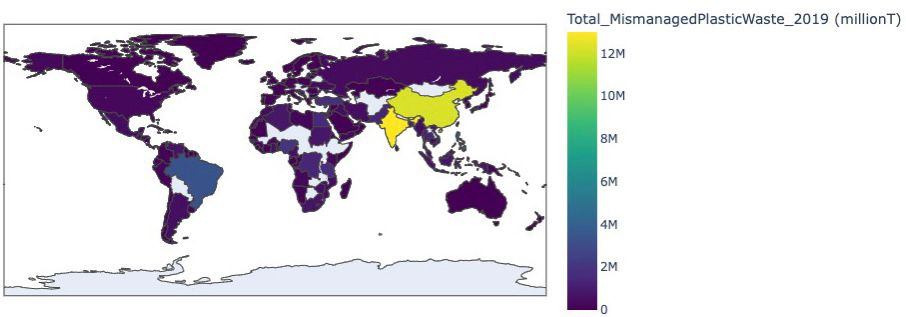 Total_MismanagedPlasticWaste_2019 (millionT)
12M
10M
8M
6M
4M
2M
0